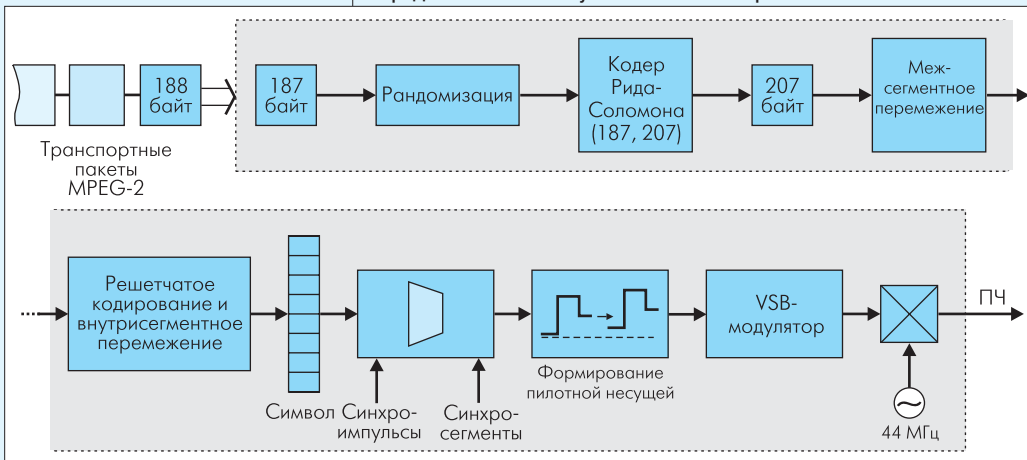 188
байт
187
байт
Рандомизация
Кодер
Рида-
Соломона
(187, 207)
207
байт
Меж-
сегментное
перемежение
Транспортные
пакеты
MPEG-2
Решетчатое
кодирование и
внутрисегментное
перемежение
Символ
Синхро-
импульсы
Синхро-
сегменты
Формирование
пилотной несущей
VSB-
модулятор
ПЧ
44 МГц